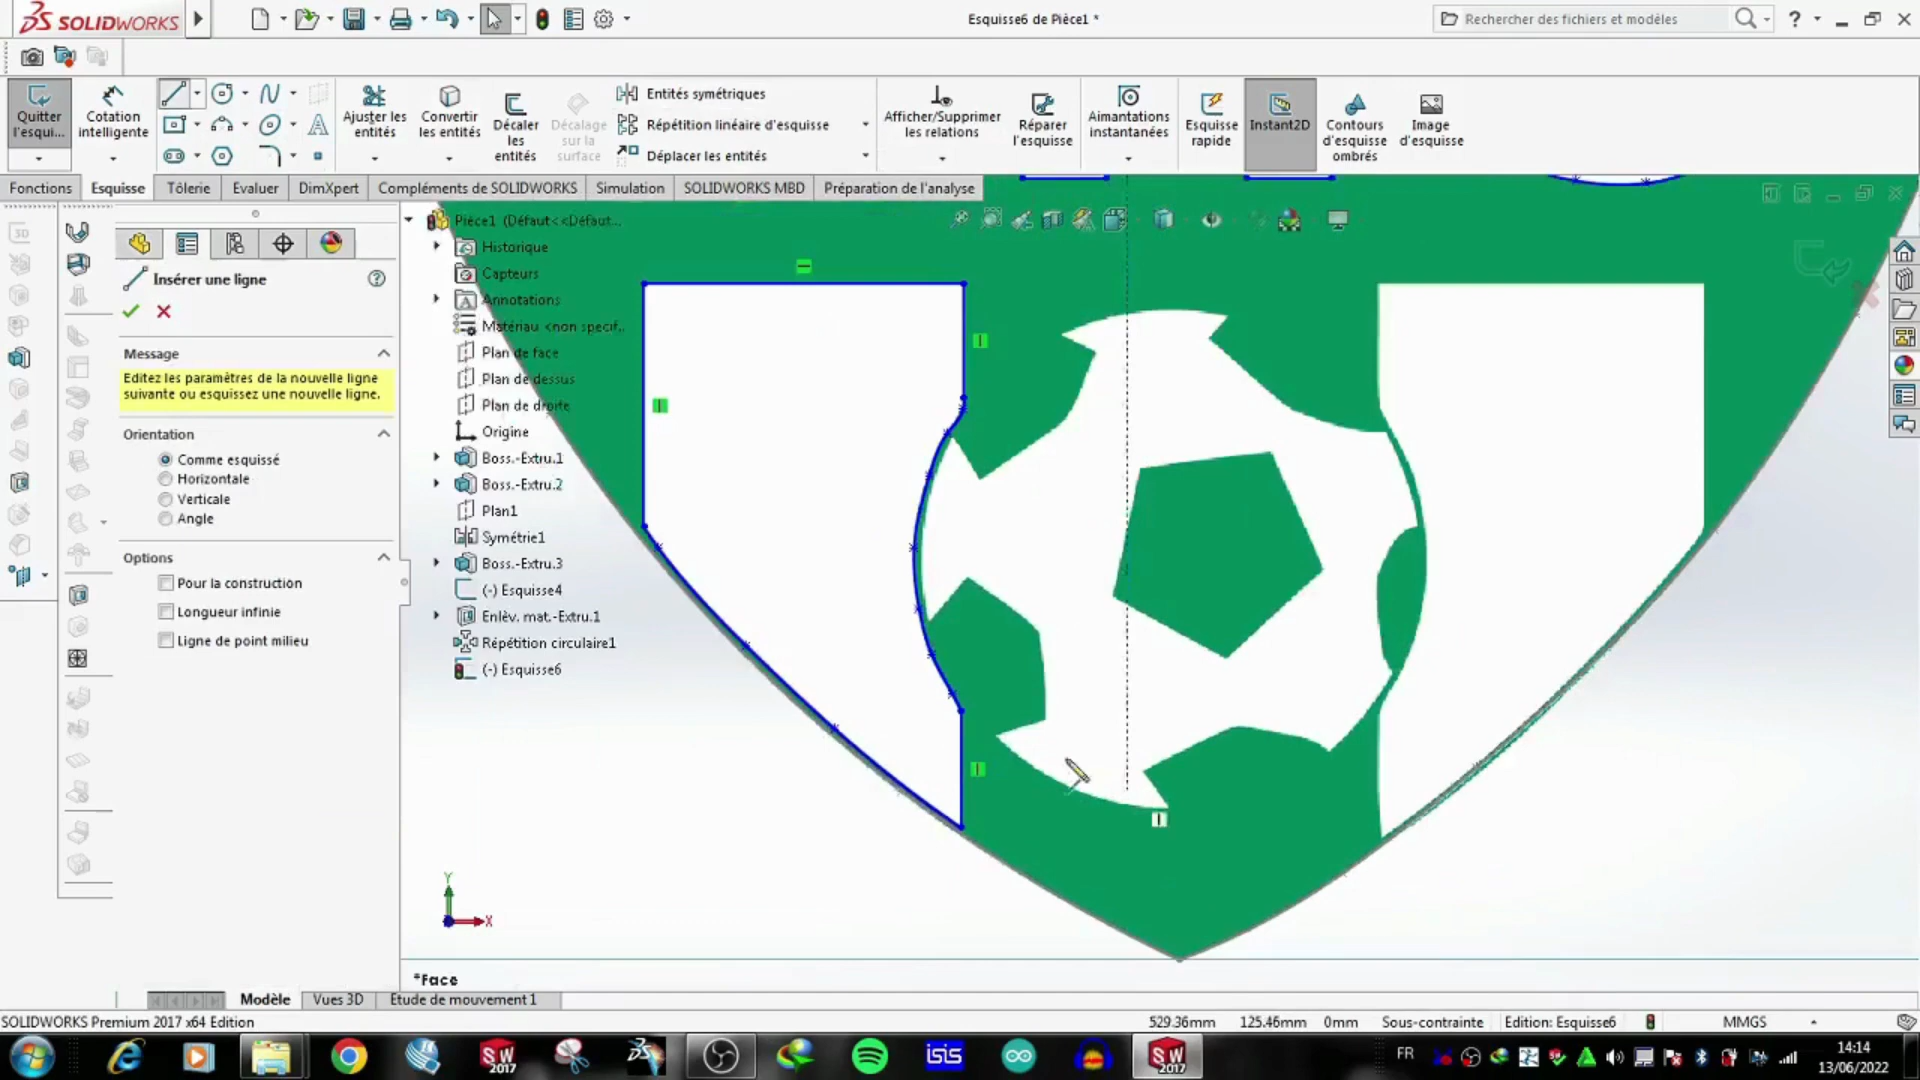 SOLIDWORKS
Esquisse6 de Pièce1 *
Rechercher des fichiers et modèles
Quitter l'esqui...
Cotation intelligente
Ajuster les entités
Convertir les entités
Décaler les entités
Décalage sur la surface
Entités symétriques
Répétition linéaire d'esquisse
Déplacer les entités
Afficher/Supprimer les relations
Réparer l'esquisse
Aimantations instantanées
Esquisse rapide
Instant2D
Contours d'esquisse ombrés
Image d'esquisse
Fonctions
Esquisse
Tôlerie
Evaluer
DimXpert
Compléments de SOLIDWORKS
Simulation
SOLIDWORKS MBD
Préparation de l'analyse
Insérer une ligne
Message
Editez les paramètres de la nouvelle ligne
suivante ou esquissez une nouvelle ligne.
Orientation
Comme esquissé
Horizontale
Verticale
Angle
Options
Pour la construction
Longueur infinie
Ligne de point milieu
Pièce1 (Défaut<<Défaut...
Historique
Capteurs
Annotations
Matériau <non specif..
Plan de face
Plan de dessus
Plan de droite
Origine
Boss.-Extru.1
Boss.-Extru.2
Plan1
Symétrie1
Boss.-Extru.3
(-) Esquisse4
Enlèv. mat.-Extru.1
Répétition circulaire1
(-) Esquisse6
Y
X
*Face
Modèle
Vues 3D
Etude de mouvement 1
SOLIDWORKS Premium 2017 x64 Edition
529.36mm
125.46mm
0mm
Sous-contrainte
Edition: Esquisse6
MMGS
SW
2017
isis
SW
2017
FR
14:14
13/06/2022